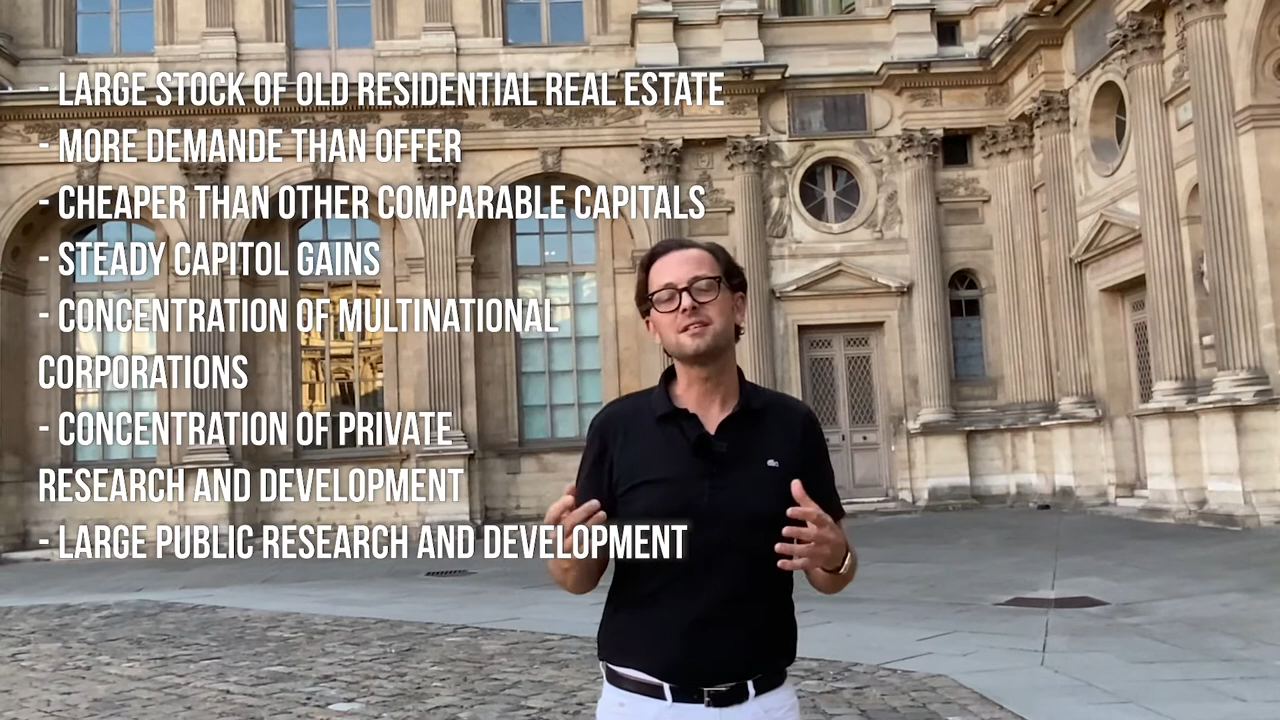 - LARGE STOCK OF OLD RESIDENTIAL REAL ESTATE
- MORE DEMANDE THAN OFFER
- CHEAPER THAN OTHER COMPARABLE CAPITALS
- STEADY CAPITOL GAINS
- CONCENTRATION OF MULTINATIONAL
CORPORATIONS
- CONCENTRATION OF PRIVATE
RESEARCH AND DEVELOPMENT
- LARGE PUBLIC RESEARCH AND DEVELOPMENT